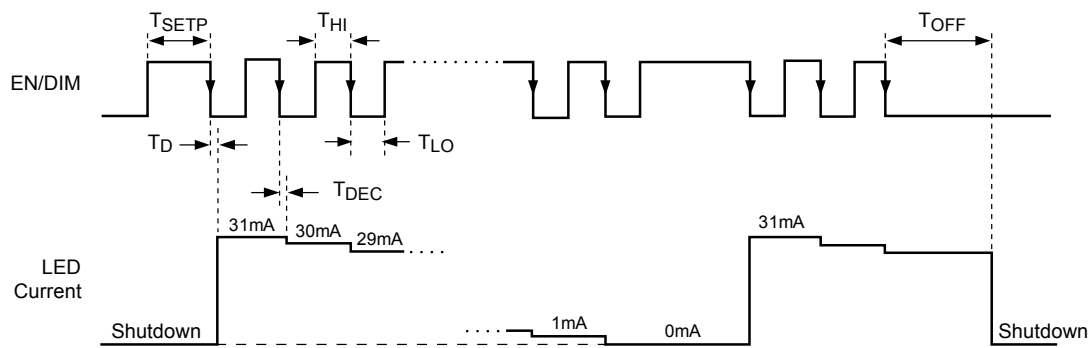 TSETP
THI
TOFF
EN/DIM
TD
TLO
TDEC
31mA
30mA
29mA
31mA
LED
Current
1mA
0mA
Shutdown
Shutdown